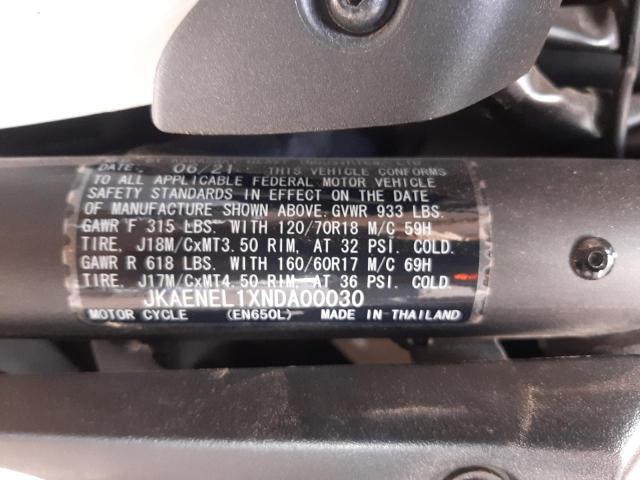 DATE: 06/21 THIS VEHICLE CONFORMS
TO ALL APPLICABLE FEDERAL MOTOR VEHICLE
SAFETY STANDARDS IN EFFECT ON THE DATE
OF MANUFACTURE SHOWN ABOVE. GVWR 933 LBS.
GAWR F 315 LBS. WITH 120/70R18 M/C 59H
TIRE, J18M/CxMT3.50 RIM, AT 32 PSI. COLD.
GAWR R 618 LBS. WITH 160/60R17 M/C 69H
TIRE, J17M/CxMT4.50 RIM, AT 36 PSI. COLD.
JKAENEL1XNDA00030
MOTOR CYCLE (EN650L) MADE IN THAILAND